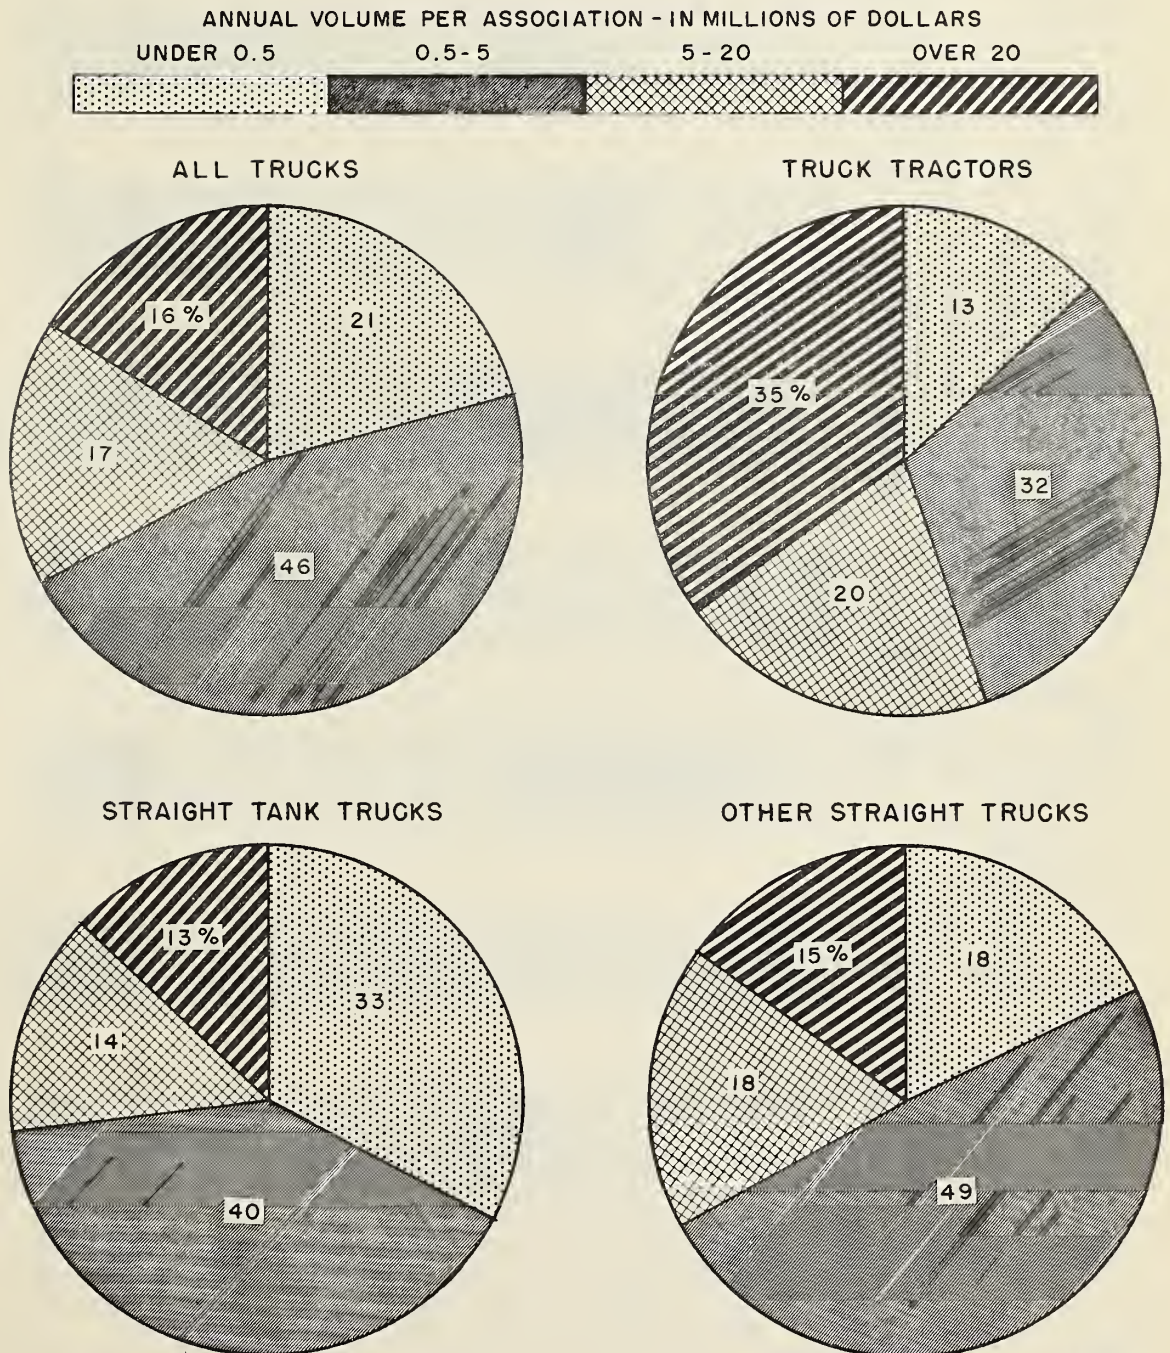 ANNUAL VOLUME PER ASSOCIATION - IN MILLIONS OF DOLLARS
UNDER 0.5 0.5-5 5-20 OVER 20
ALL TRUCKS
16%
21
17
46
TRUCK TRACTORS
13
35%
32
20
STRAIGHT TANK TRUCKS
13%
33
14
40
OTHER STRAIGHT TRUCKS
15%
18
18
49